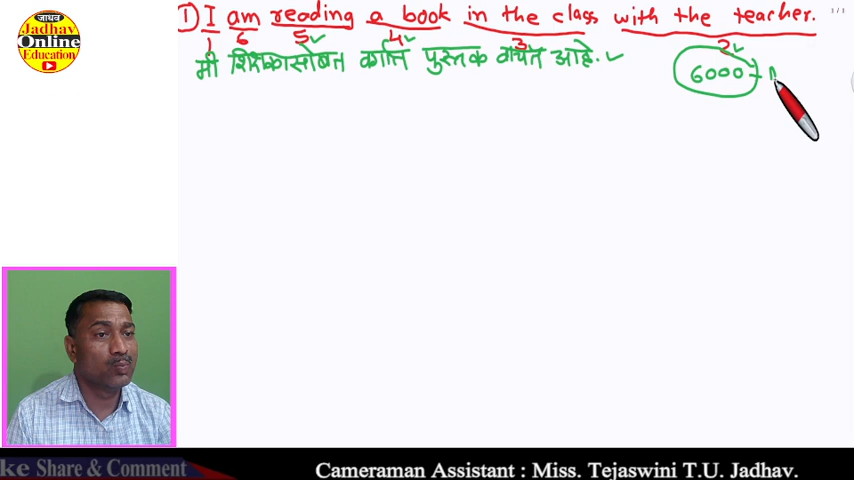 जाधव
Jadhav
Online
Education
1) I am reading a book in the class with the teacher.
1 6 5 4 3 2
मी शिक्षकासोबत वर्गात पुस्तक वाचत आहे.
6000
ke Share & Comment
Cameraman Assistant : Miss. Tejaswini T.U. Jadhav.